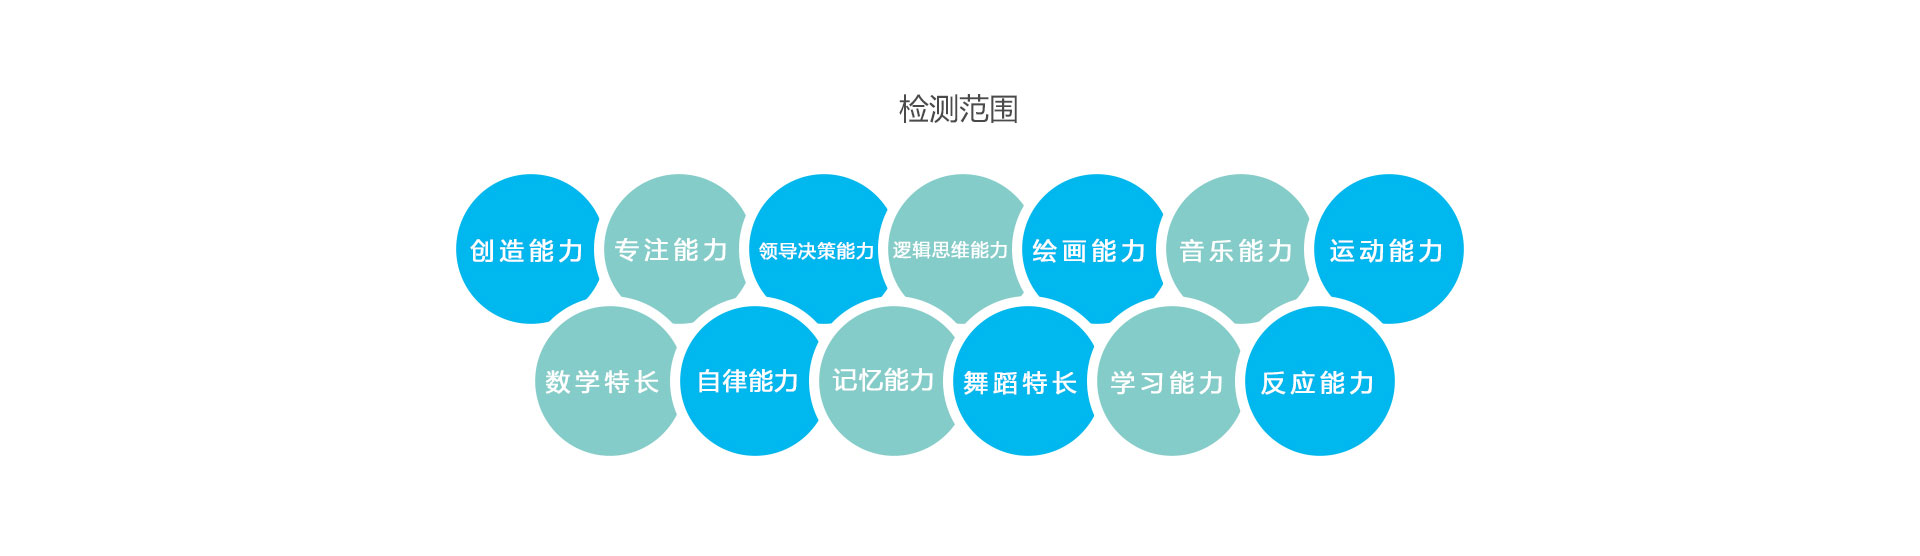 检测范围
创造能力
专注能力
领导决策能力
逻辑思维能力
绘画能力
音乐能力
运动能力
数学特长
自律能力
记忆能力
舞蹈特长
学习能力
反应能力